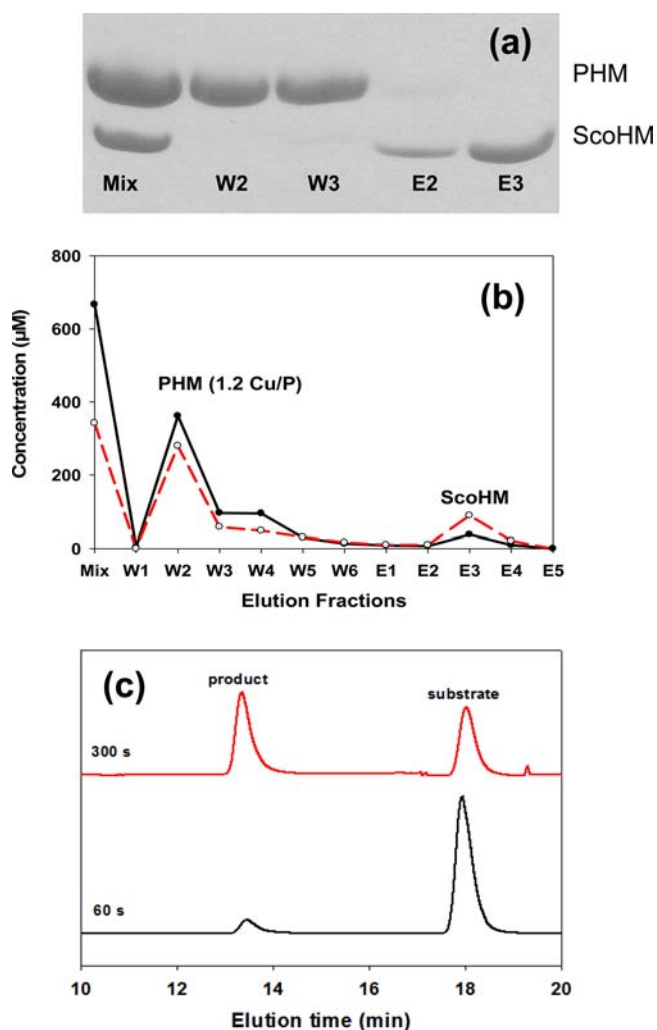 (a)
PHM
ScoHM
Mix W2 W3 E2 E3
(b)
Concentration (µM)
800
600
400
200
0
PHM (1.2 Cu/P)
ScoHM
Mix W1 W2 W3 W4 W5 W6 E1 E2 E3 E4 E5
Elution Fractions
(c)
product
substrate
300 s
60 s
10 12 14 16 18 20
Elution time (min)